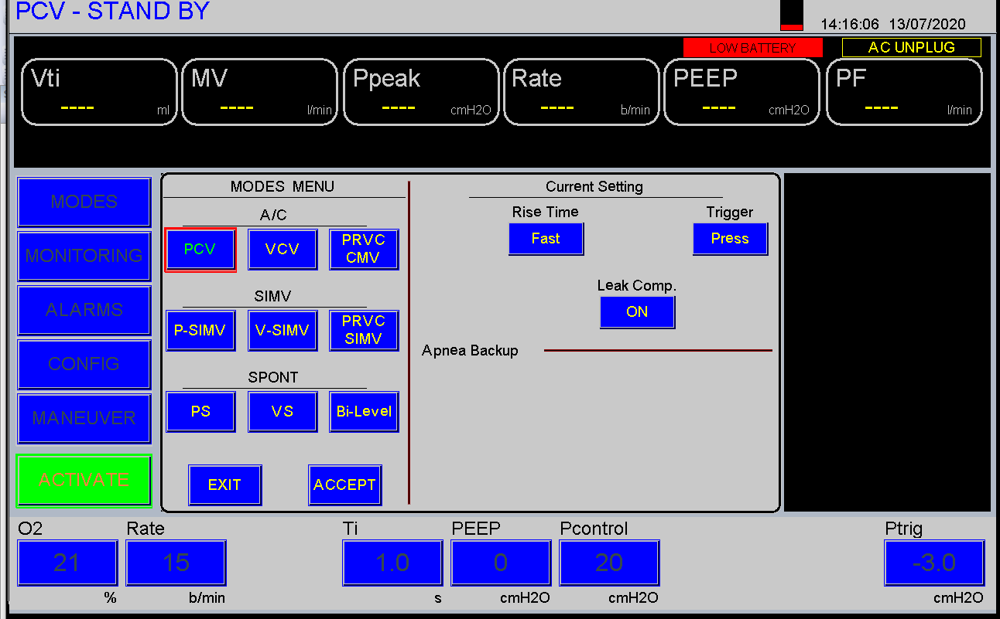 PCV - STAND BY
14:16:06 13/07/2020
LOW BATTERY
AC UNPLUG
Vti
---- ml
MV
---- l/min
Ppeak
---- cmH2O
Rate
---- b/min
PEEP
---- cmH2O
PF
---- l/min
MODES
MONITORING
ALARMS
CONFIG
MANEUVER
ACTIVATE
MODES MENU
A/C
PCV
VCV
PRVC
CMV
SIMV
P-SIMV
V-SIMV
PRVC
SIMV
SPONT
PS
VS
Bi-Level
EXIT
ACCEPT
Current Setting
Rise Time
Fast
Trigger
Press
Leak Comp.
ON
Apnea Backup
O2
21
%
Rate
15
b/min
Ti
1.0
s
PEEP
0
cmH2O
Pcontrol
20
cmH2O
Ptrig
-3.0
cmH2O